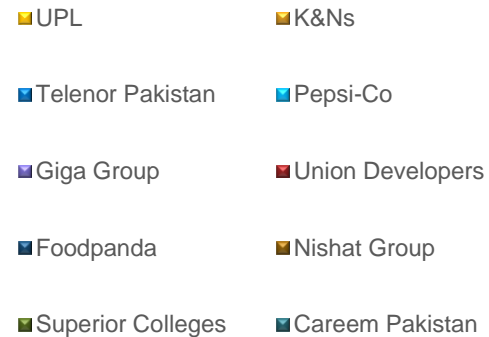 UPL K&Ns
Telenor Pakistan Pepsi-Co
Giga Group Union Developers
Foodpanda Nishat Group
Superior Colleges Careem Pakistan